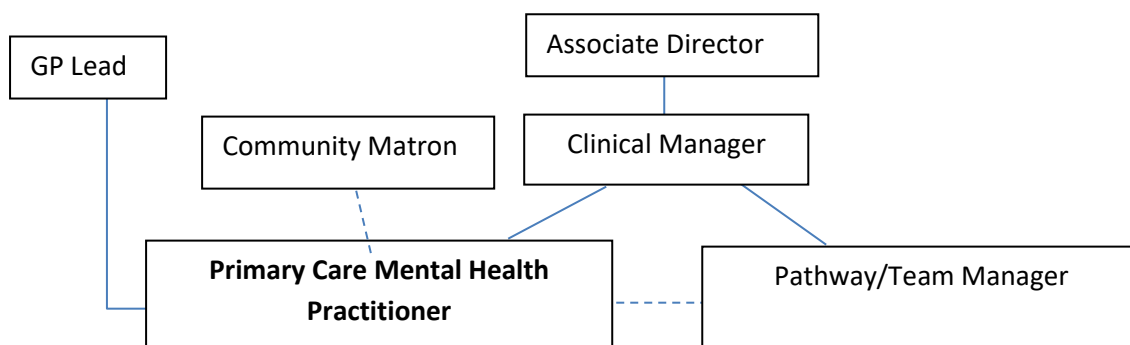 Associate Director
GP Lead
Community Matron
Clinical Manager
Primary Care Mental Health
Practitioner
Pathway/Team Manager